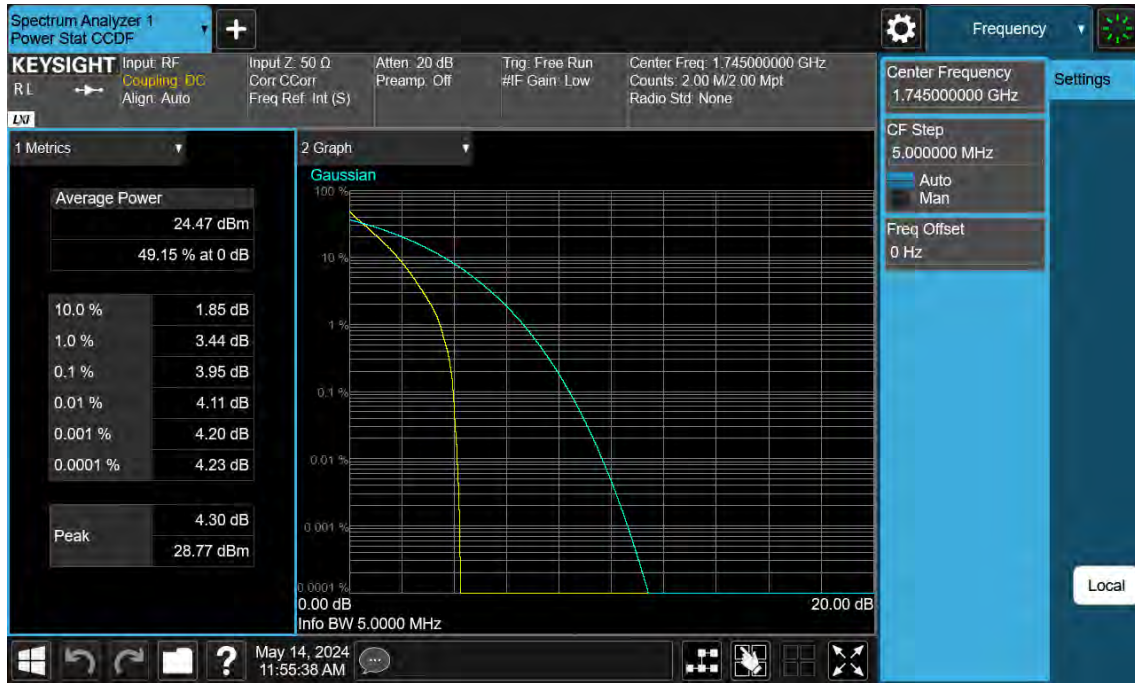 Spectrum Analyzer 1
Power Stat CCDF
+
Frequency
KEYSIGHT
R L
LXI
Input: RF
Coupling: DC
Align: Auto
Input Z: 50 Ω
Corr CCorr
Freq Ref: Int (S)
Atten: 20 dB
Preamp: Off
Trig: Free Run
#IF Gain: Low
Center Freq: 1.745000000 GHz
Counts: 2.00 M/2.00 Mpt
Radio Std: None
Center Frequency
1.745000000 GHz
Settings
CF Step
5.000000 MHz
Auto
Man
Freq Offset
0 Hz
Local
1 Metrics
Average Power
24.47 dBm
49.15 % at 0 dB
10.0 % 1.85 dB
1.0 % 3.44 dB
0.1 % 3.95 dB
0.01 % 4.11 dB
0.001 % 4.20 dB
0.0001 % 4.23 dB
Peak
4.30 dB
28.77 dBm
2 Graph
Gaussian
100 %
10 %
1 %
0.1 %
0.01 %
0.001 %
0.0001 %
0.00 dB
20.00 dB
Info BW 5.0000 MHz
?
May 14, 2024
11:55:38 AM